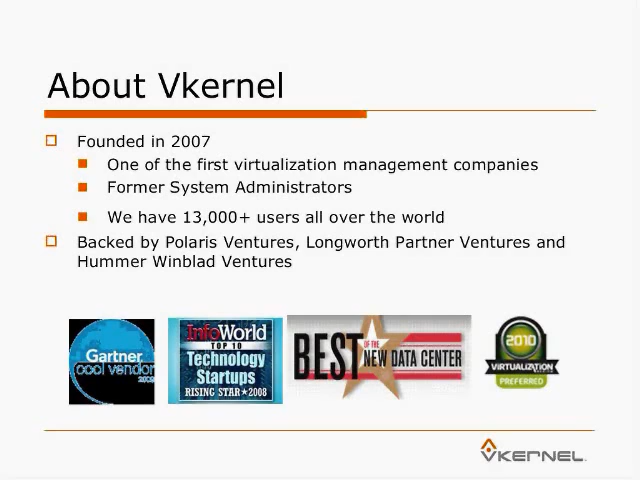 About Vkernel
Founded in 2007
One of the first virtualization management companies
Former System Administrators
We have 13,000+ users all over the world
Backed by Polaris Ventures, Longworth Partner Ventures and
Hummer Winblad Ventures
Gartner
cool vendor
InfoWorld
TOP 10
Technology
Startups
RISING STAR★2008
BEST OF THE NEW DATA CENTER
2010
VIRTUALIZATION
PREFERRED
VKERNEL